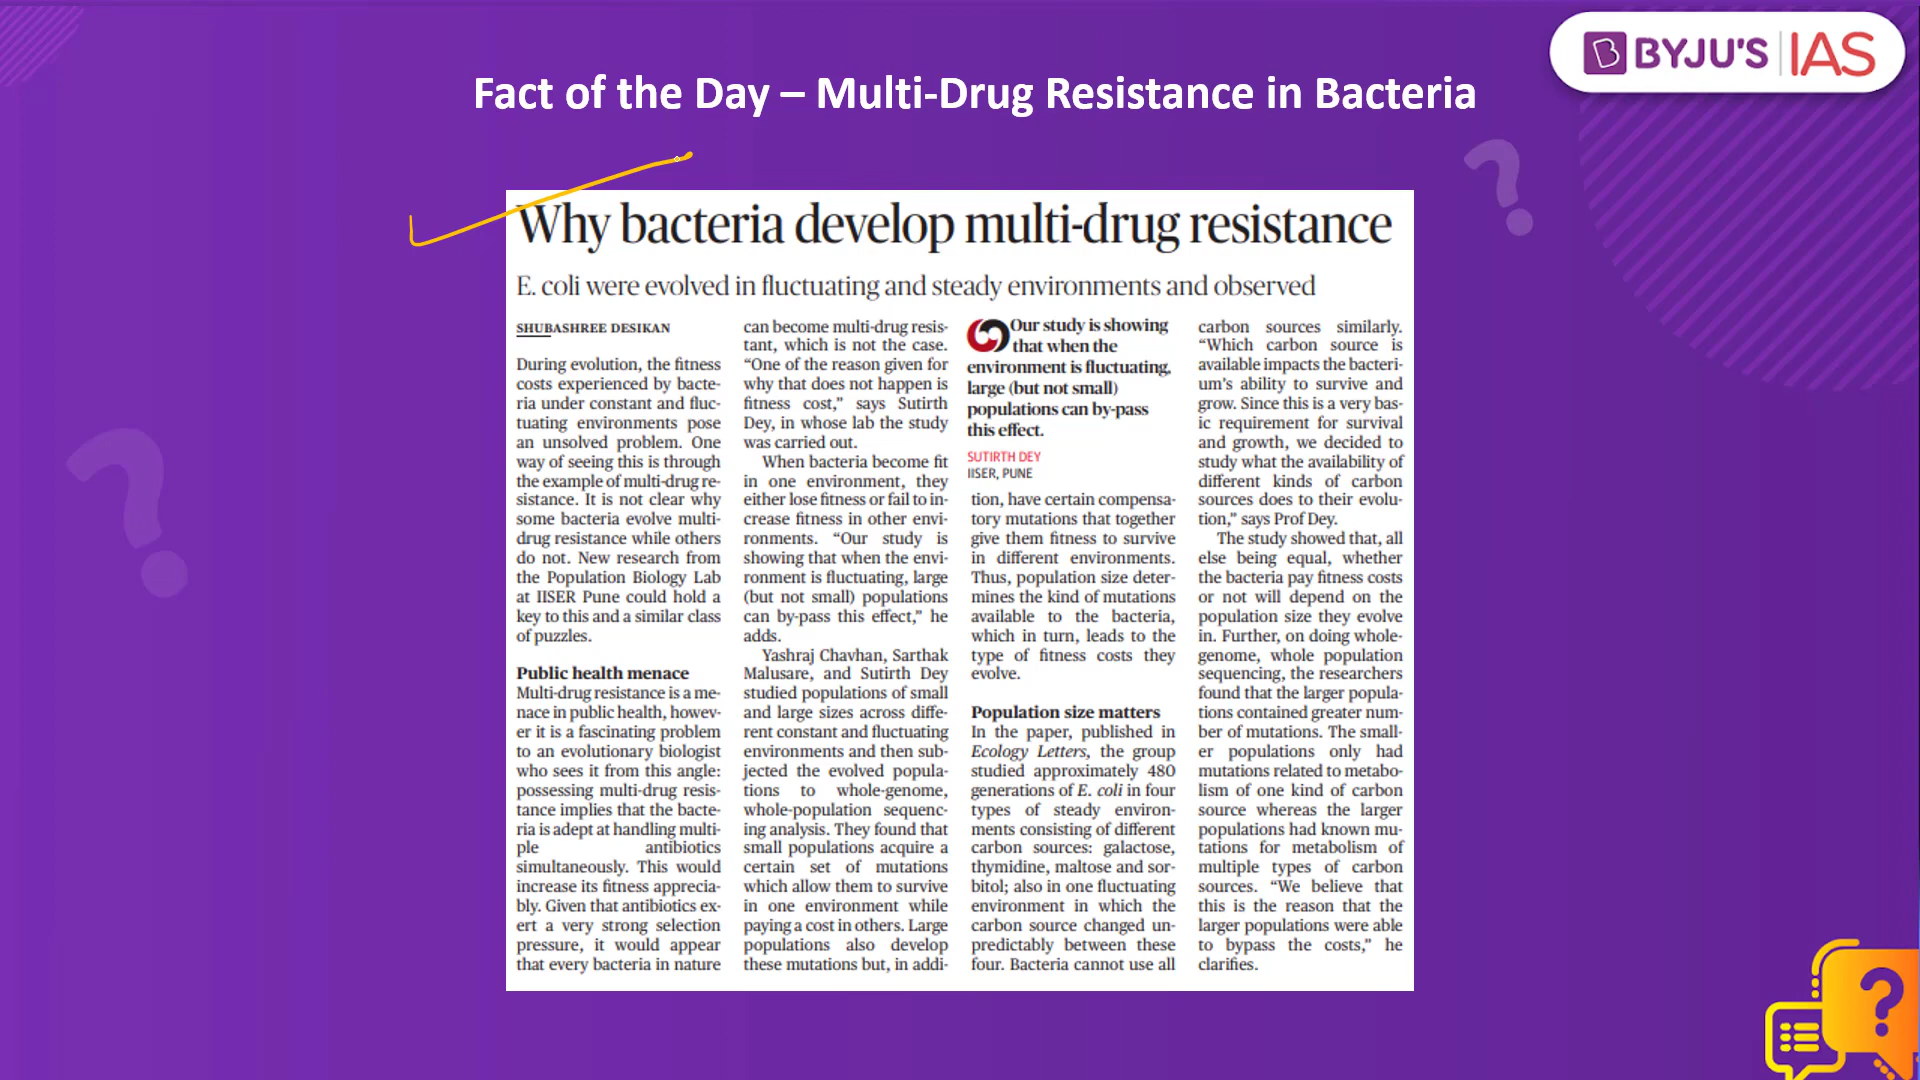 BYJU'S IAS
Fact of the Day – Multi-Drug Resistance in Bacteria
Why bacteria develop multi-drug resistance
E. coli were evolved in fluctuating and steady environments and observed
SHUBASHREE DESIKAN
During evolution, the fitness
costs experienced by bacte-
ria under constant and fluc-
tuating environments pose
an unsolved problem. One
way of seeing this is through
the example of multi-drug re-
sistance. It is not clear why
some bacteria evolve multi-
drug resistance while others
do not. New research from
the Population Biology Lab
at IISER Pune could hold a
key to this and a similar class
of puzzles.
Public health menace
Multi-drug resistance is a me-
nace in public health, howev-
er it is a fascinating problem
to an evolutionary biologist
who sees it from this angle:
possessing multi-drug resis-
tance implies that the bacte-
ria is adept at handling multi-
ple antibiotics
simultaneously. This would
increase its fitness apprecia-
bly. Given that antibiotics ex-
ert a very strong selection
pressure, it would appear
that every bacteria in nature
can become multi-drug resis-
tant, which is not the case.
“One of the reason given for
why that does not happen is
fitness cost,” says Sutirth
Dey, in whose lab the study
was carried out.
When bacteria become fit
in one environment, they
either lose fitness or fail to in-
crease fitness in other envi-
ronments. “Our study is
showing that when the envi-
ronment is fluctuating, large
(but not small) populations
can by-pass this effect,” he
adds.
Yashraj Chavhan, Sarthak
Malusare, and Sutirth Dey
studied populations of small
and large sizes across diffe-
rent constant and fluctuating
environments and then sub-
jected the evolved popula-
tions to whole-genome,
whole-population sequenc-
ing analysis. They found that
small populations acquire a
certain set of mutations
which allow them to survive
in one environment while
paying a cost in others. Large
populations also develop
these mutations but, in addi-
Our study is showing
that when the
environment is fluctuating,
large (but not small)
populations can by-pass
this effect.
SUTIRTH DEY
IISER, PUNE
tion, have certain compensa-
tory mutations that together
give them fitness to survive
in different environments.
Thus, population size deter-
mines the kind of mutations
available to the bacteria,
which in turn, leads to the
type of fitness costs they
evolve.
Population size matters
In the paper, published in
Ecology Letters, the group
studied approximately 480
generations of E. coli in four
types of steady environ-
ments consisting of different
carbon sources: galactose,
thymidine, maltose and sor-
bitol; also in one fluctuating
environment in which the
carbon source changed un-
predictably between these
four. Bacteria cannot use all
carbon sources similarly.
“Which carbon source is
available impacts the bacteri-
um's ability to survive and
grow. Since this is a very bas-
ic requirement for survival
and growth, we decided to
study what the availability of
different kinds of carbon
sources does to their evolu-
tion,” says Prof Dey.
The study showed that, all
else being equal, whether
the bacteria pay fitness costs
or not will depend on the
population size they evolve
in. Further, on doing whole-
genome, whole population
sequencing, the researchers
found that the larger popula-
tions contained greater num-
ber of mutations. The small-
er populations only had
mutations related to metabo-
lism of one kind of carbon
source whereas the larger
populations had known mu-
tations for metabolism of
multiple types of carbon
sources. “We believe that
this is the reason that the
larger populations were able
to bypass the costs,” he
clarifies.